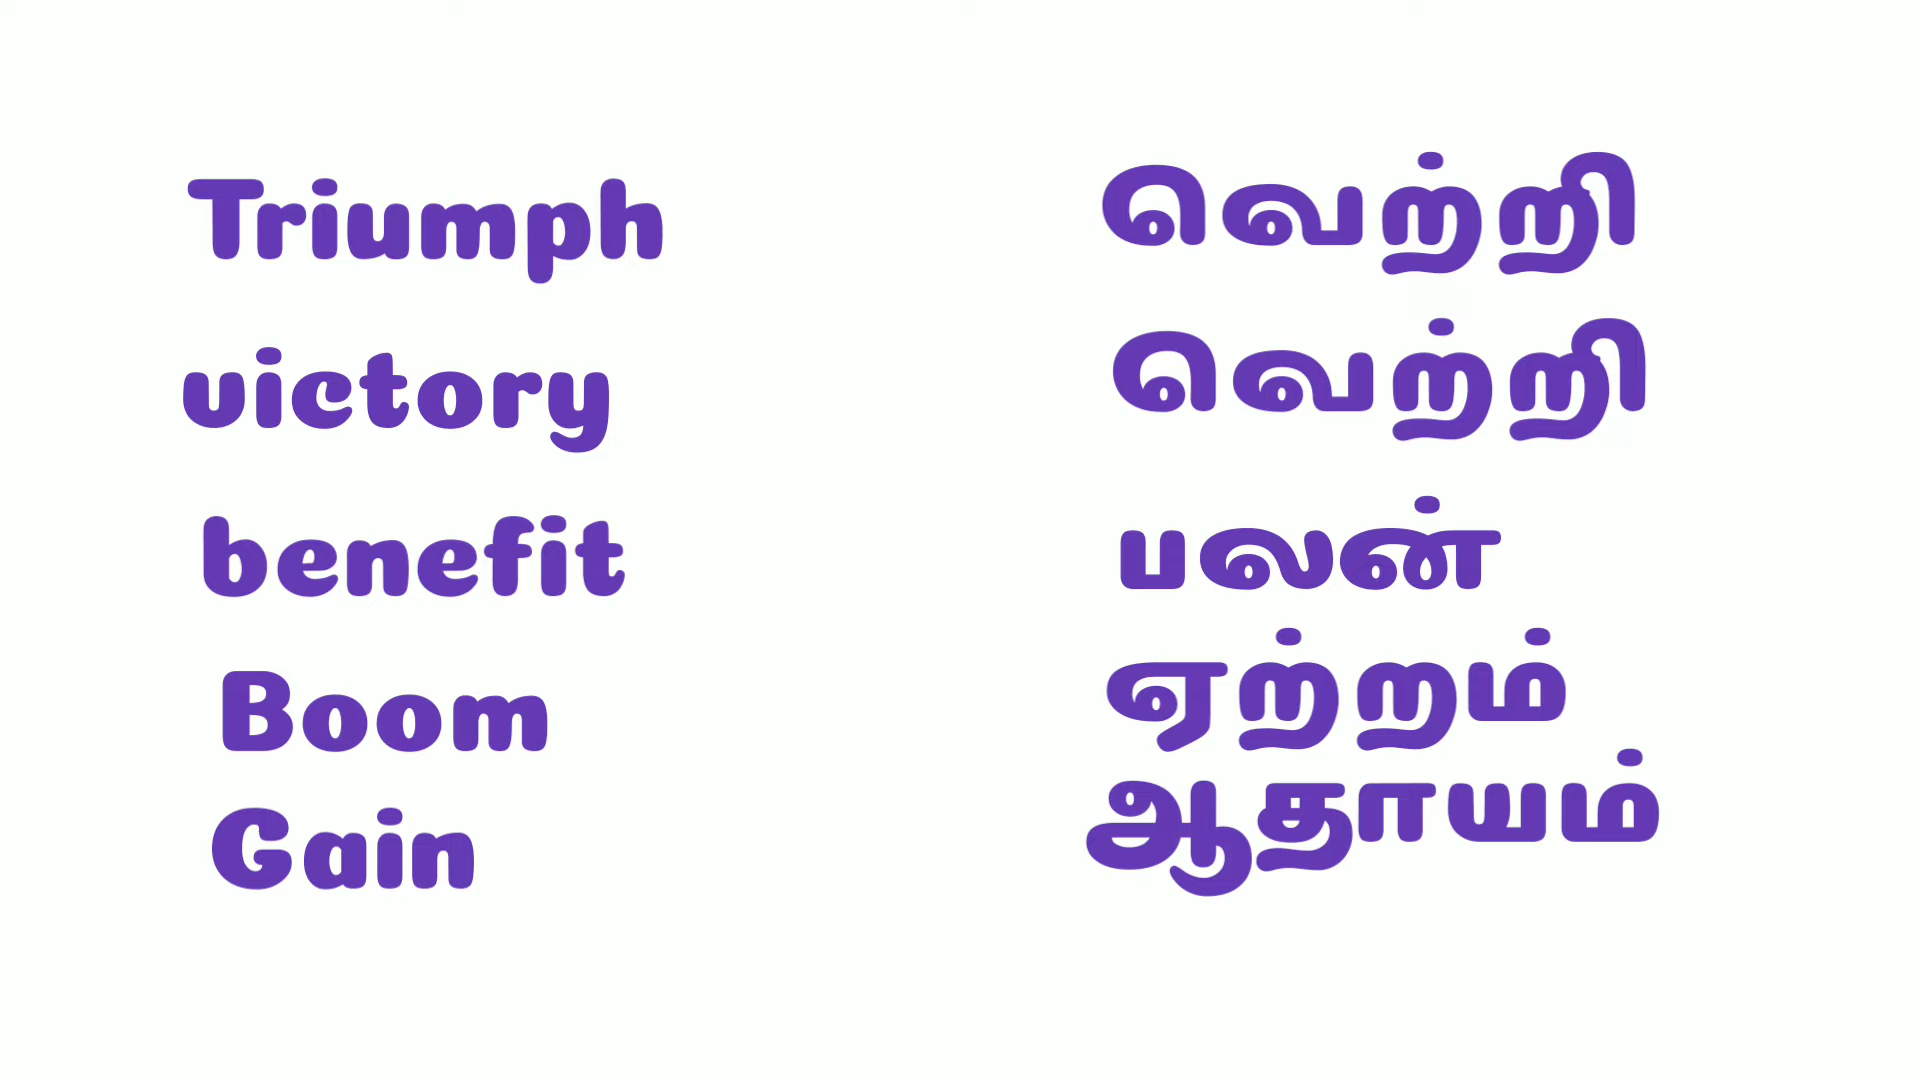 Triumph வெற்றி
victory வெற்றி
benefit பலன்
Boom ஏற்றம்
Gain ஆதாயம்